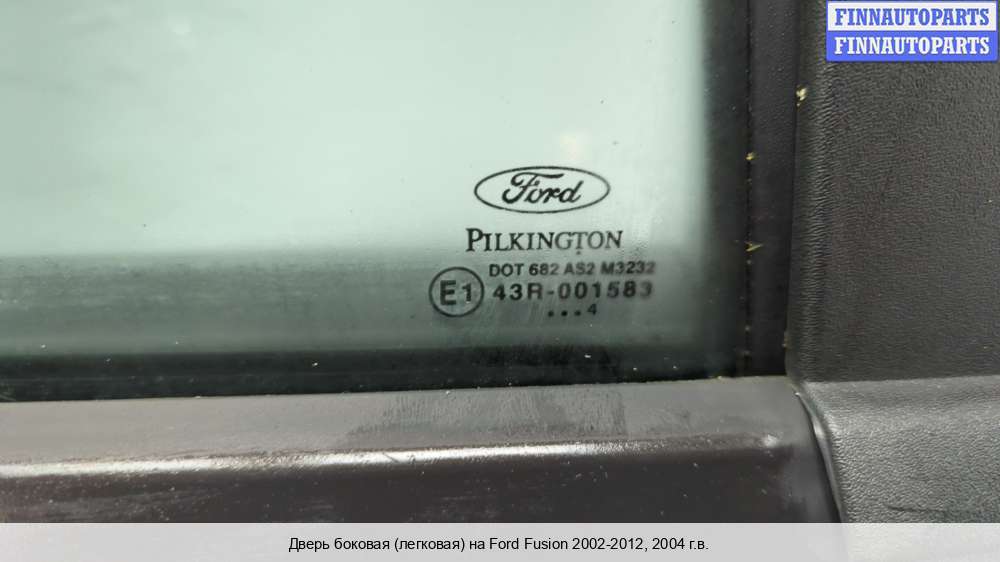 FINNAUTOPARTS
FINNAUTOPARTS
Ford
PILKINGTON
DOT 682 AS2 M3232
E1 43R-001583
...4
Дверь боковая (легковая) на Ford Fusion 2002-2012, 2004 г.в.